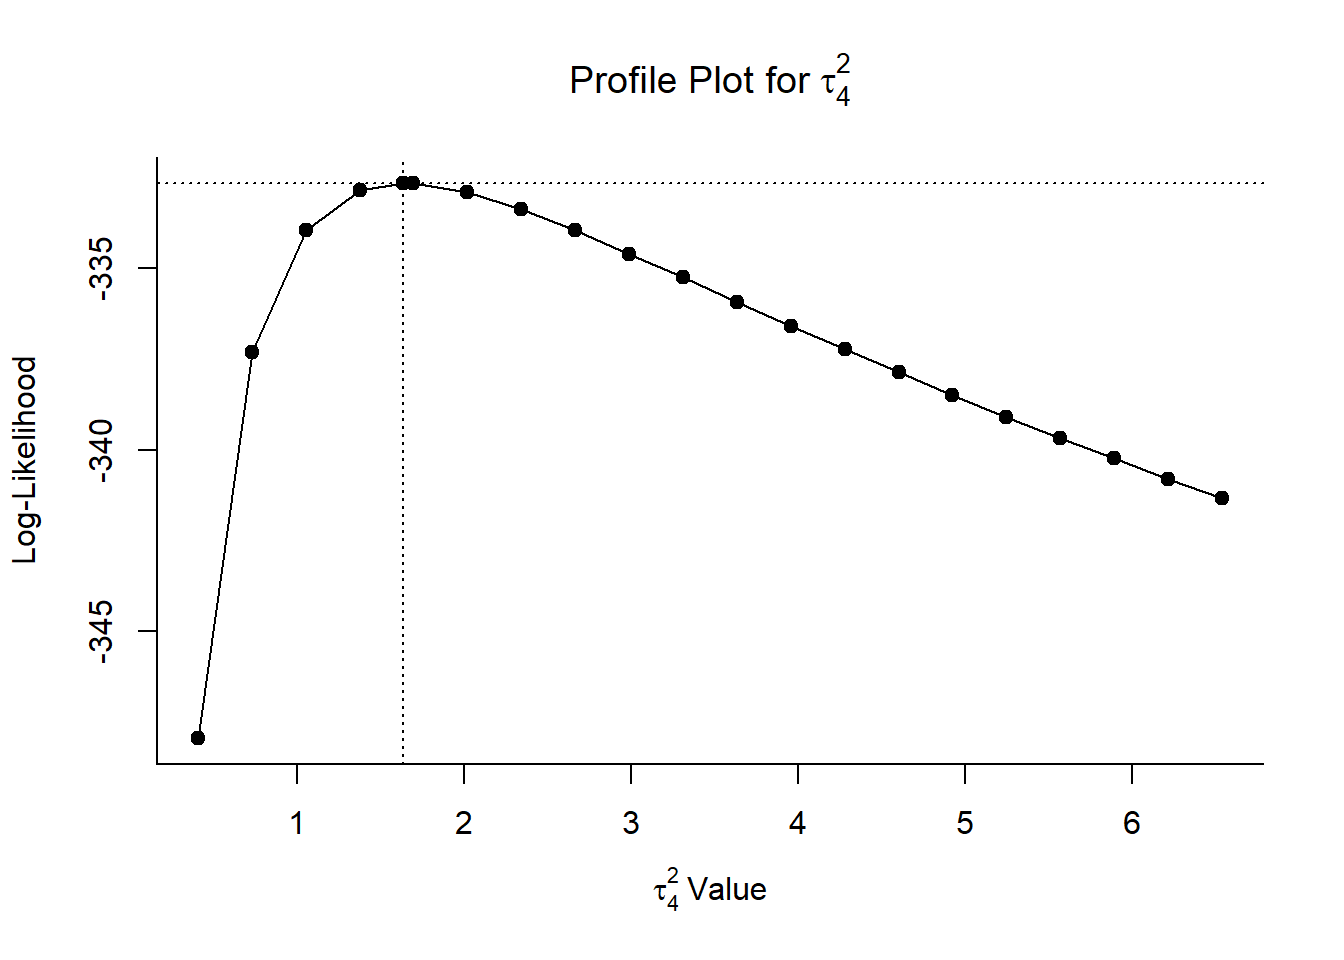 Profile Plot for τ₄²
Log-Likelihood
-335
-340
-345
1 2 3 4 5 6
τ₄² Value